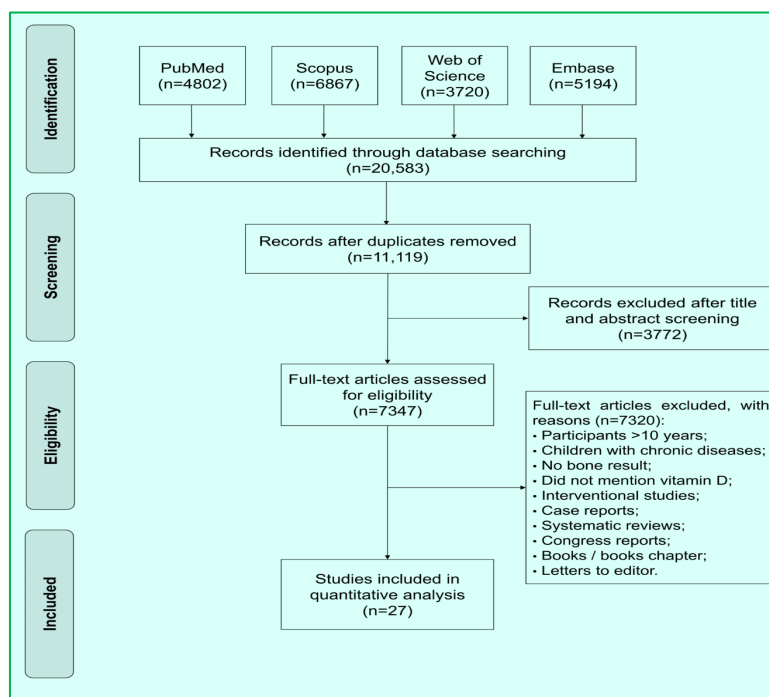 Identification
PubMed
(n=4802)
Scopus
(n=6867)
Web of
Science
(n=3720)
Embase
(n=5194)
Records identified through database searching
(n=20,583)
Screening
Records after duplicates removed
(n=11,119)
Records excluded after title
and abstract screening
(n=3772)
Eligibility
Full-text articles assessed
for eligibility
(n=7347)
Full-text articles excluded, with
reasons (n=7320):
• Participants >10 years;
• Children with chronic diseases;
• No bone result;
• Did not mention vitamin D;
• Interventional studies;
• Case reports;
• Systematic reviews;
• Congress reports;
• Books / books chapter;
• Letters to editor.
Included
Studies included in
quantitative analysis
(n=27)